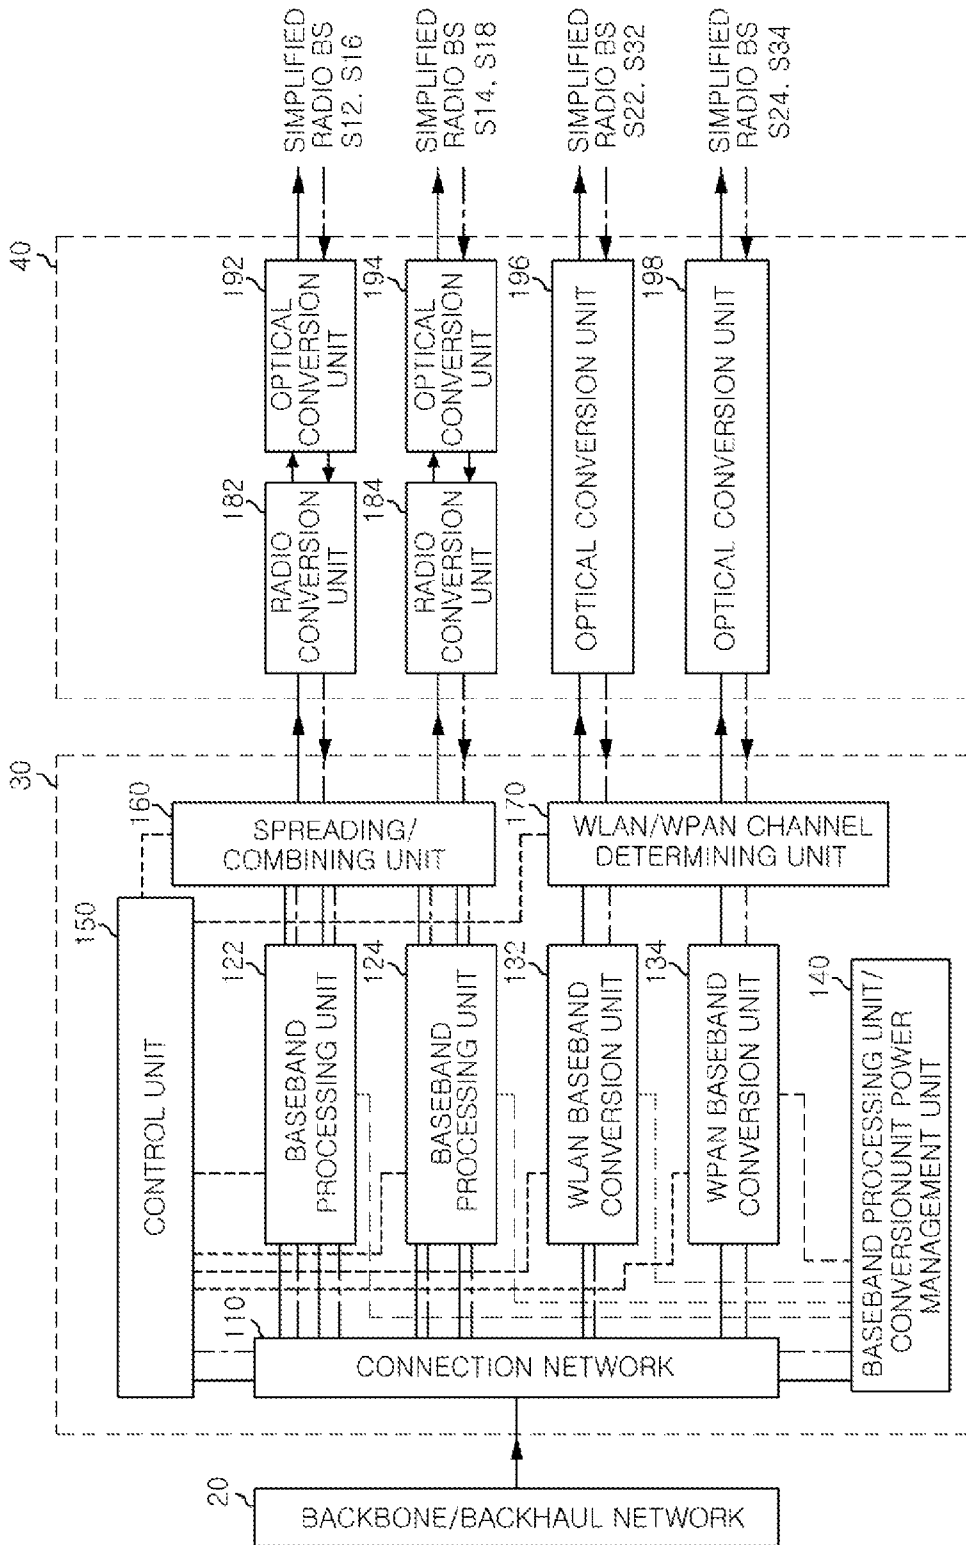 20
BACKBONE/BACKHAUL NETWORK
30
110
CONNECTION NETWORK
150
CONTROL UNIT
122
BASEBAND
PROCESSING UNIT
124
BASEBAND
PROCESSING UNIT
132
WLAN BASEBAND
CONVERSION UNIT
134
WPAN BASEBAND
CONVERSION UNIT
140
BASEBAND PROCESSING UNIT/
CONVERSIONUNIT POWER
MANAGEMENT UNIT
160
SPREADING/
COMBINING UNIT
170
WLAN/WPAN CHANNEL
DETERMINING UNIT
40
182
RADIO
CONVERSION
UNIT
192
OPTICAL
CONVERSION
UNIT
184
RADIO
CONVERSION
UNIT
194
OPTICAL
CONVERSION
UNIT
196
OPTICAL CONVERSION UNIT
198
OPTICAL CONVERSION UNIT
SIMPLIFIED
RADIO BS
S12, S16
SIMPLIFIED
RADIO BS
S14, S18
SIMPLIFIED
RADIO BS
S22, S32
SIMPLIFIED
RADIO BS
S24, S34